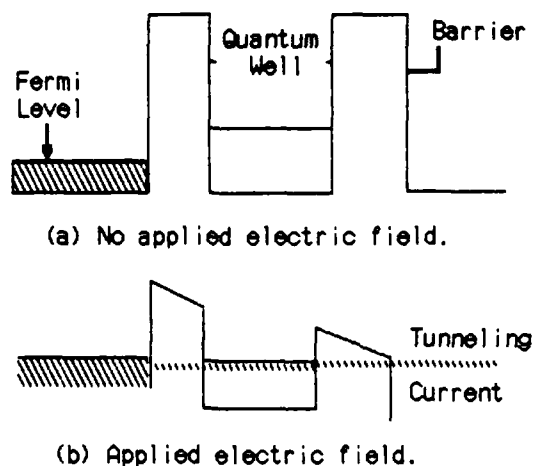 Quantum
Well
Barrier
Fermi
Level
(a) No applied electric field.
Tunneling
Current
(b) Applied electric field.